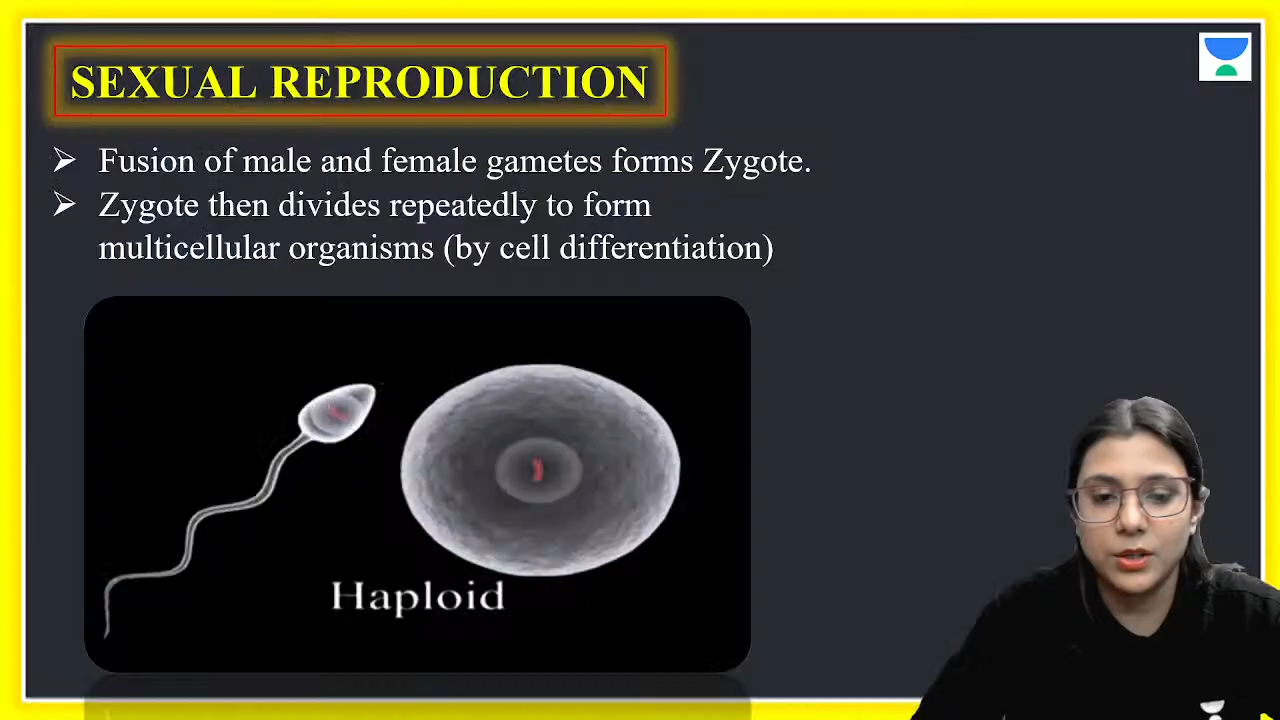 SEXUAL REPRODUCTION
Fusion of male and female gametes forms Zygote.
Zygote then divides repeatedly to form
multicellular organisms (by cell differentiation)
Haploid